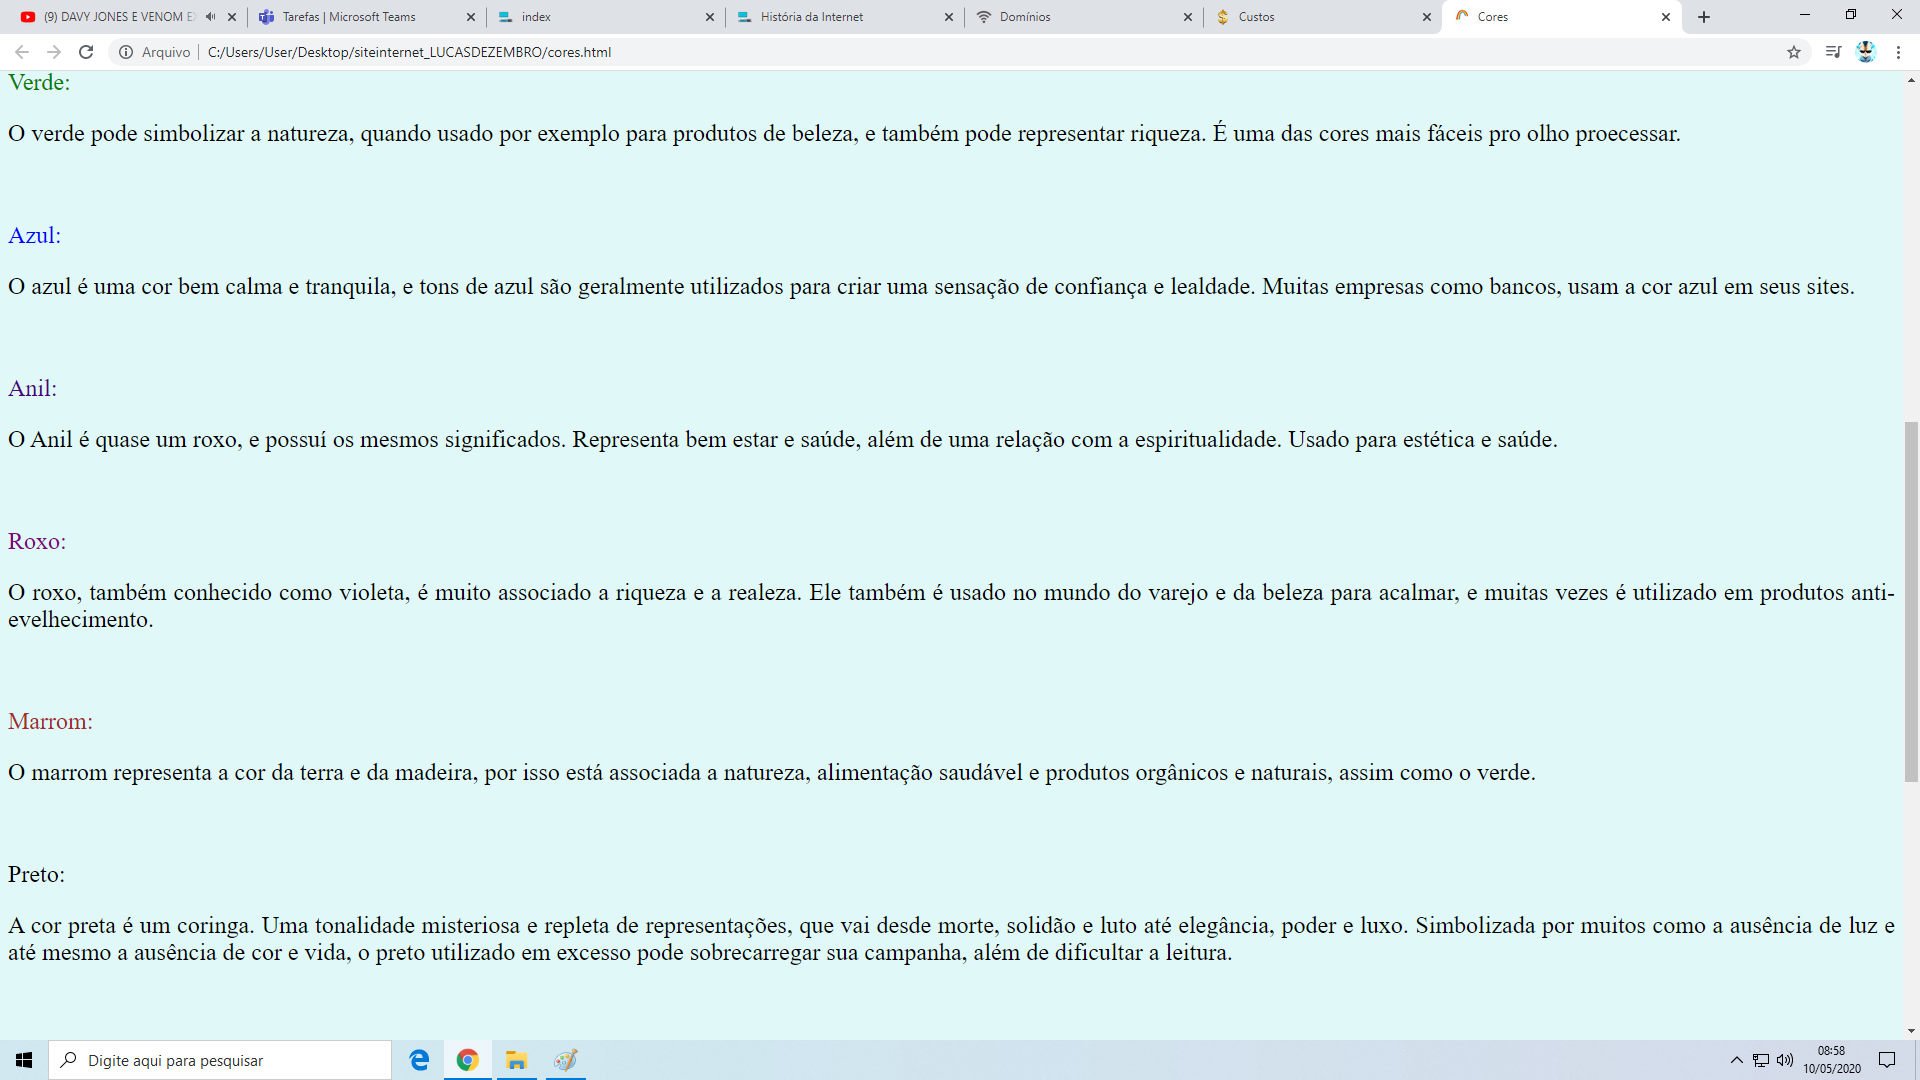 (9) DAVY JONES E VENOM EX
Tarefas | Microsoft Teams
index
História da Internet
Domínios
Custos
Cores
Arquivo
C:/Users/User/Desktop/siteinternet_LUCASDEZEMBRO/cores.html
Verde:
O verde pode simbolizar a natureza, quando usado por exemplo para produtos de beleza, e também pode representar riqueza. É uma das cores mais fáceis pro olho proecessar.
Azul:
O azul é uma cor bem calma e tranquila, e tons de azul são geralmente utilizados para criar uma sensação de confiança e lealdade. Muitas empresas como bancos, usam a cor azul em seus sites.
Anil:
O Anil é quase um roxo, e possuí os mesmos significados. Representa bem estar e saúde, além de uma relação com a espiritualidade. Usado para estética e saúde.
Roxo:
O roxo, também conhecido como violeta, é muito associado a riqueza e a realeza. Ele também é usado no mundo do varejo e da beleza para acalmar, e muitas vezes é utilizado em produtos anti-
evelhecimento.
Marrom:
O marrom representa a cor da terra e da madeira, por isso está associada a natureza, alimentação saudável e produtos orgânicos e naturais, assim como o verde.
Preto:
A cor preta é um coringa. Uma tonalidade misteriosa e repleta de representações, que vai desde morte, solidão e luto até elegância, poder e luxo. Simbolizada por muitos como a ausência de luz e
até mesmo a ausência de cor e vida, o preto utilizado em excesso pode sobrecarregar sua campanha, além de dificultar a leitura.
Digite aqui para pesquisar
08:58
10/05/2020